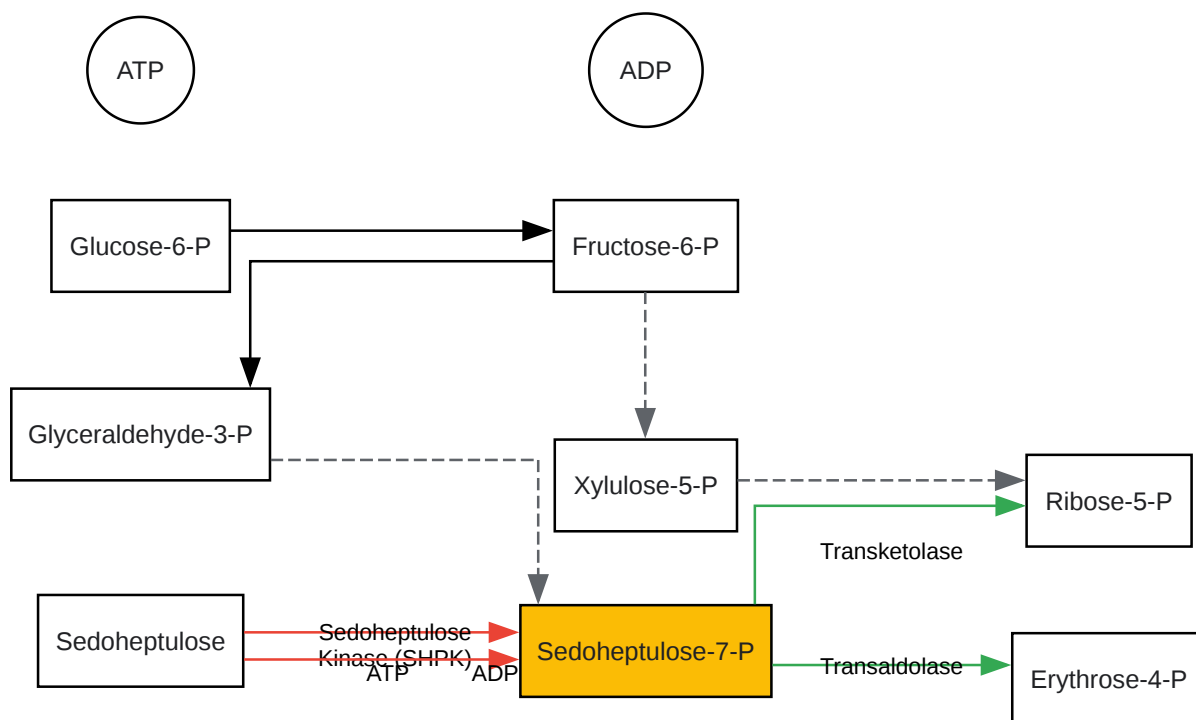 ATP
ADP
Glucose-6-P
Fructose-6-P
Glyceraldehyde-3-P
Xylulose-5-P
Ribose-5-P
Transketolase
Sedoheptulose
Sedoheptulose
Kinase (SHPK)
ATP
ADP
Sedoheptulose-7-P
Transaldolase
Erythrose-4-P